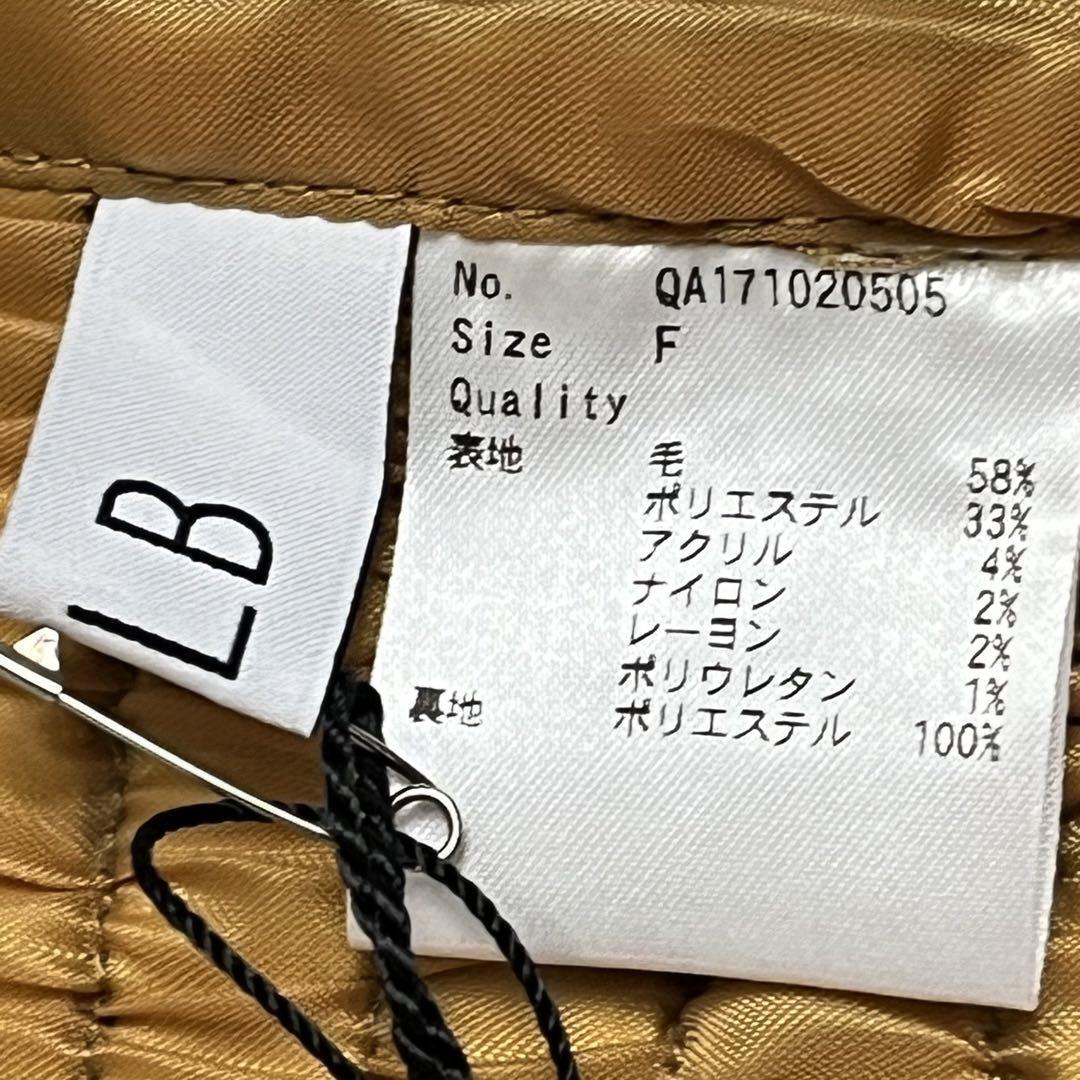 LB
No. QA171020505
Size F
Quality
表地 毛 58%
ポリエステル 33%
アクリル 4%
ナイロン 2%
レーヨン 2%
ポリウレタン 1%
裏地 ポリエステル 100%